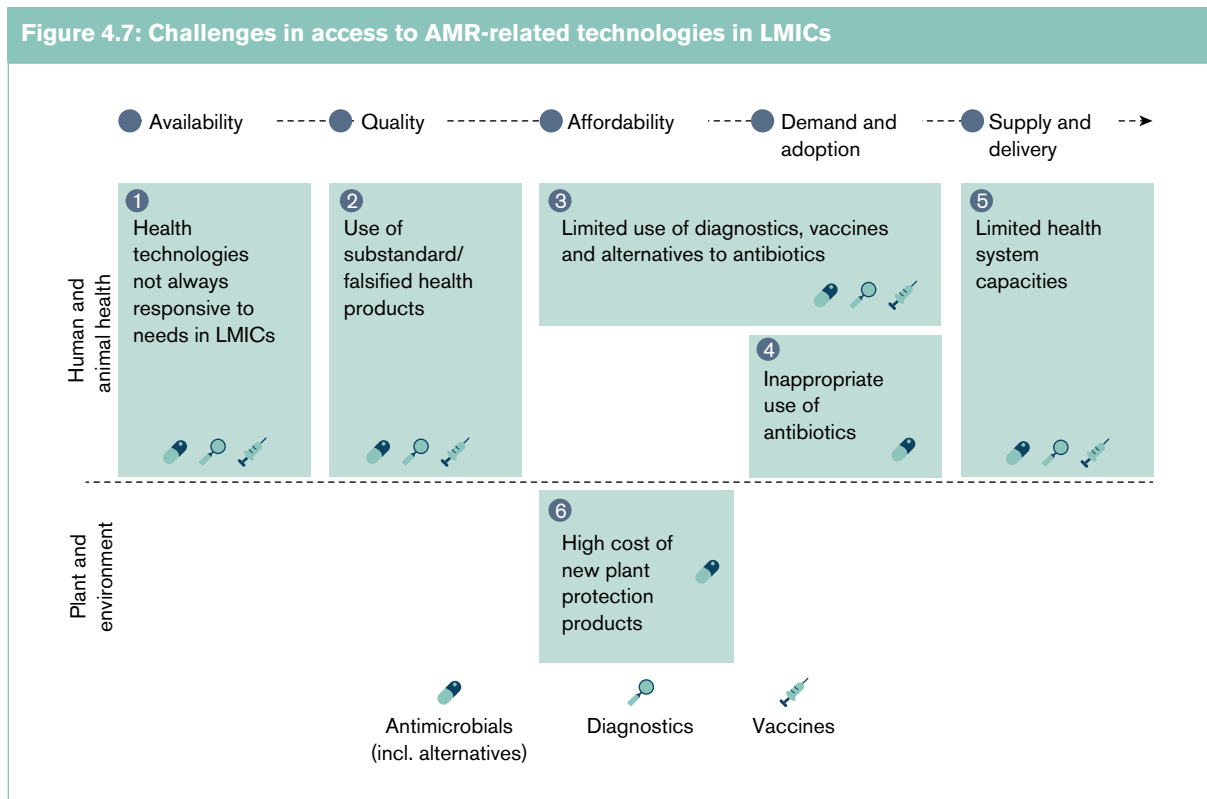 Figure 4.7: Challenges in access to AMR-related technologies in LMICs
Availability
Quality
Affordability
Demand and
adoption
Supply and
delivery
Human and
animal health
1
Health
technologies
not always
responsive to
needs in LMICs
2
Use of
substandard/
falsified health
products
3
Limited use of diagnostics, vaccines
and alternatives to antibiotics
4
Inappropriate
use of
antibiotics
5
Limited health
system
capacities
Plant and
environment
6
High cost of
new plant
protection
products
Antimicrobials
(incl. alternatives)
Diagnostics
Vaccines